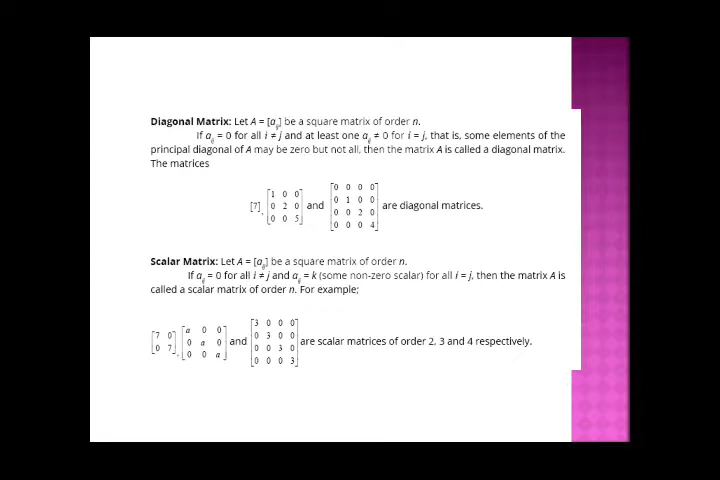 Diagonal Matrix: Let A = [aij] be a square matrix of order n.
If aij = 0 for all i ≠ j and at least one aij ≠ 0 for i = j, that is, some elements of the
principal diagonal of A may be zero but not all, then the matrix A is called a diagonal matrix.
The matrices
[7], [1 0 0; 0 2 0; 0 0 5] and [0 0 0 0; 0 1 0 0; 0 0 2 0; 0 0 0 4] are diagonal matrices.
Scalar Matrix: Let A = [aij] be a square matrix of order n.
If aij = 0 for all i ≠ j and aij = k (some non-zero scalar) for all i = j, then the matrix A is
called a scalar matrix of order n. For example;
[7 0; 0 7], [a 0 0; 0 a 0; 0 0 a] and [3 0 0 0; 0 3 0 0; 0 0 3 0; 0 0 0 3] are scalar matrices of order 2, 3 and 4 respectively.